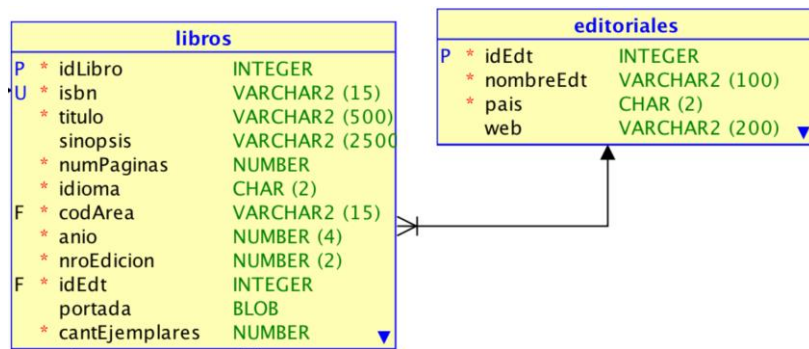 libros
P * idLibro INTEGER
U * isbn VARCHAR2 (15)
* titulo VARCHAR2 (500)
sinopsis VARCHAR2 (2500
* numPaginas NUMBER
* idioma CHAR (2)
F * codArea VARCHAR2 (15)
* anio NUMBER (4)
* nroEdicion NUMBER (2)
F * idEdt INTEGER
portada BLOB
* cantEjemplares NUMBER
editoriales
P * idEdt INTEGER
* nombreEdt VARCHAR2 (100)
* pais CHAR (2)
web VARCHAR2 (200)